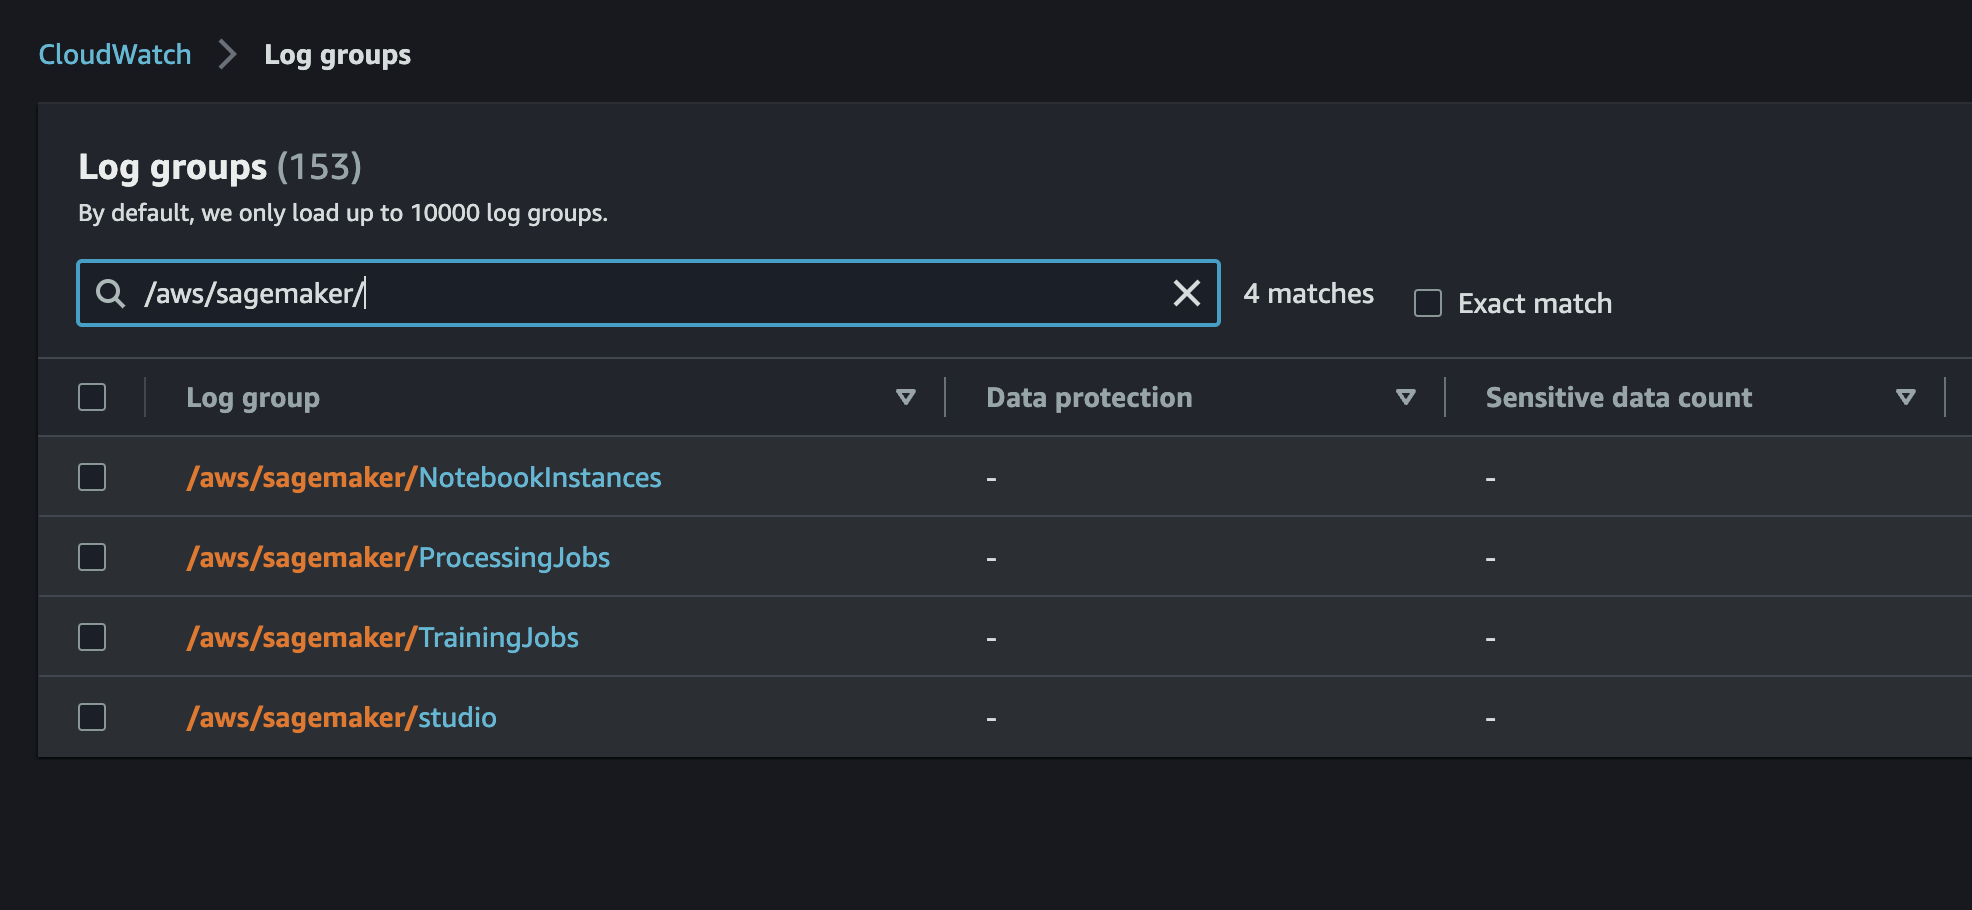 CloudWatch > Log groups
Log groups (153)
By default, we only load up to 10000 log groups.
/aws/sagemaker/ 4 matches Exact match
Log group Data protection Sensitive data count
/aws/sagemaker/NotebookInstances - -
/aws/sagemaker/ProcessingJobs - -
/aws/sagemaker/TrainingJobs - -
/aws/sagemaker/studio - -